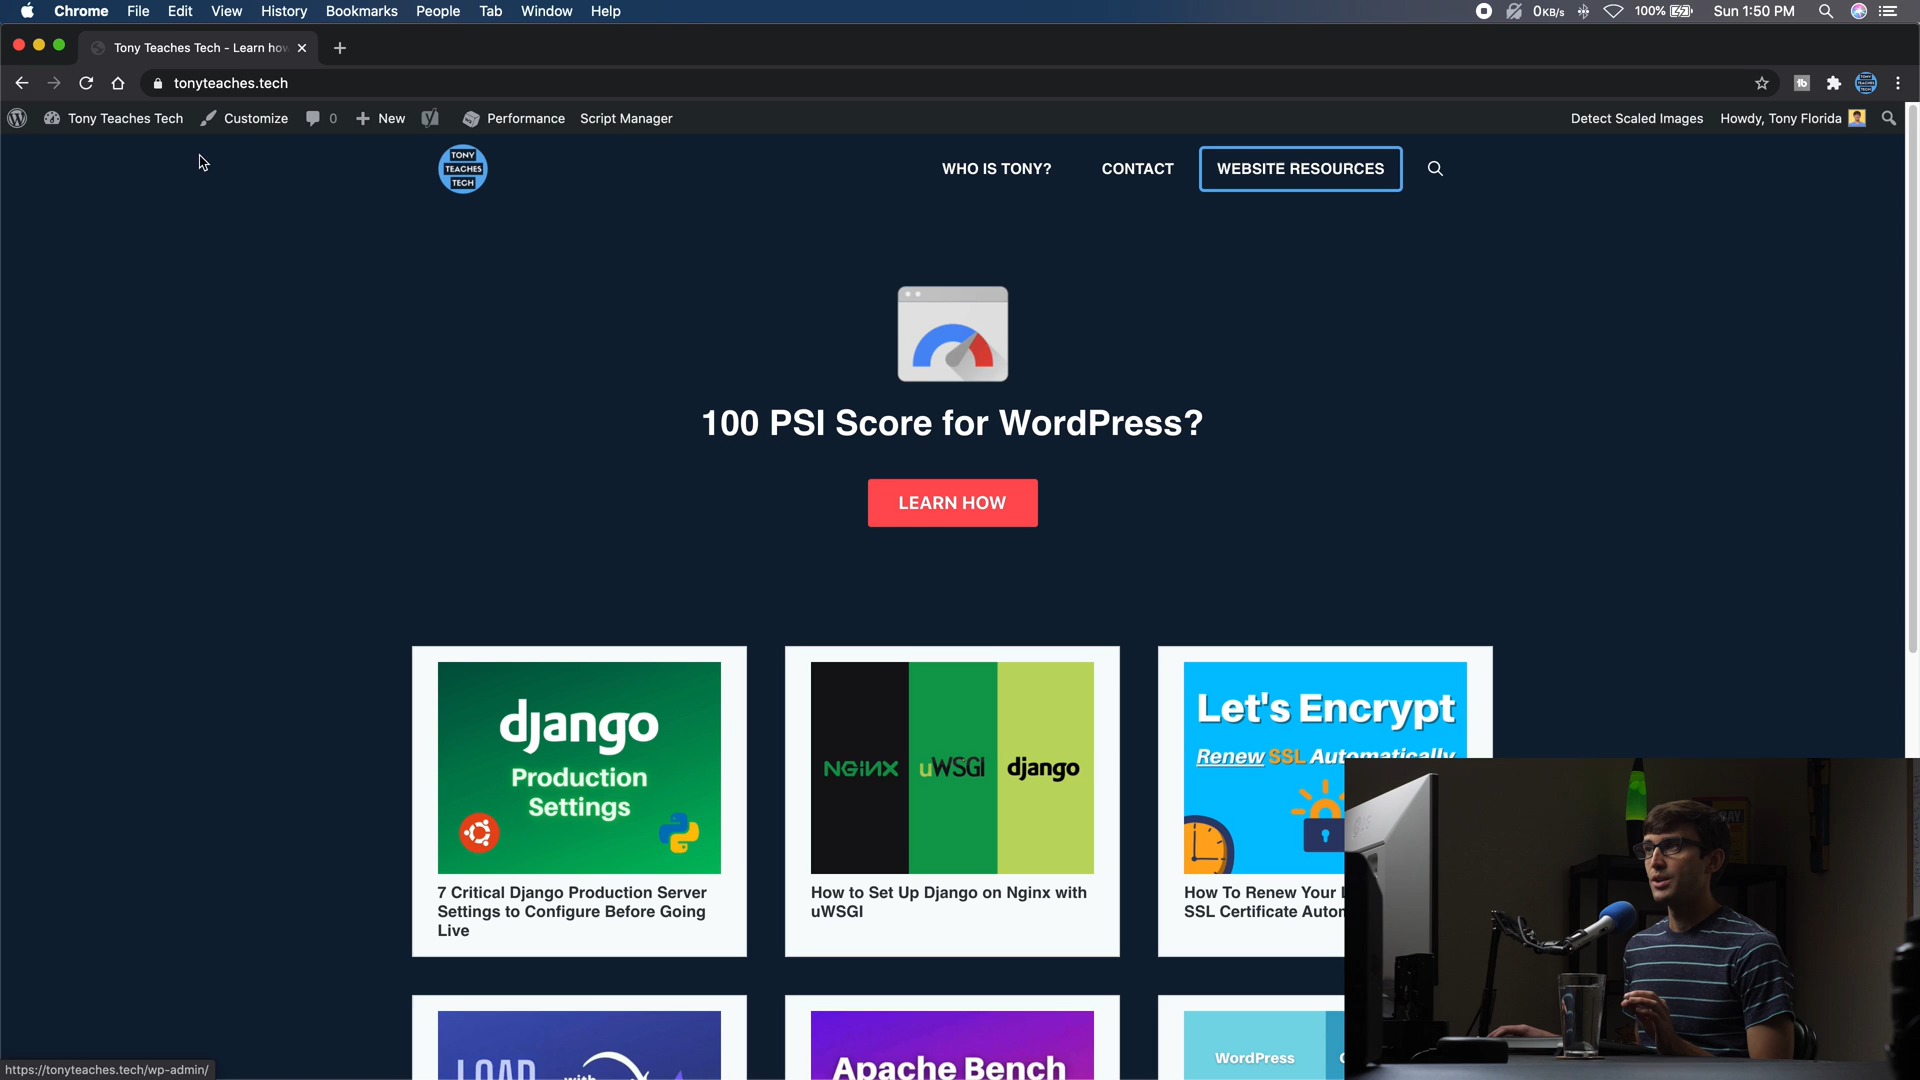 Chrome File Edit View History Bookmarks People Tab Window Help
0KB/s 100% Sun 1:50 PM
Tony Teaches Tech - Learn how
tonyteaches.tech
Tony Teaches Tech Customize 0 New Performance Script Manager
Detect Scaled Images Howdy, Tony Florida
TONY
TEACHES
TECH
WHO IS TONY? CONTACT WEBSITE RESOURCES
100 PSI Score for WordPress?
LEARN HOW
django
Production
Settings
7 Critical Django Production Server
Settings to Configure Before Going
Live
NGINX uWSGI django
How to Set Up Django on Nginx with
uWSGI
Let's Encrypt
Renew SSL Automatically
How To Renew Your
SSL Certificate
LOAD
with
Apache Bench
WordPress
https://tonyteaches.tech/wp-admin/